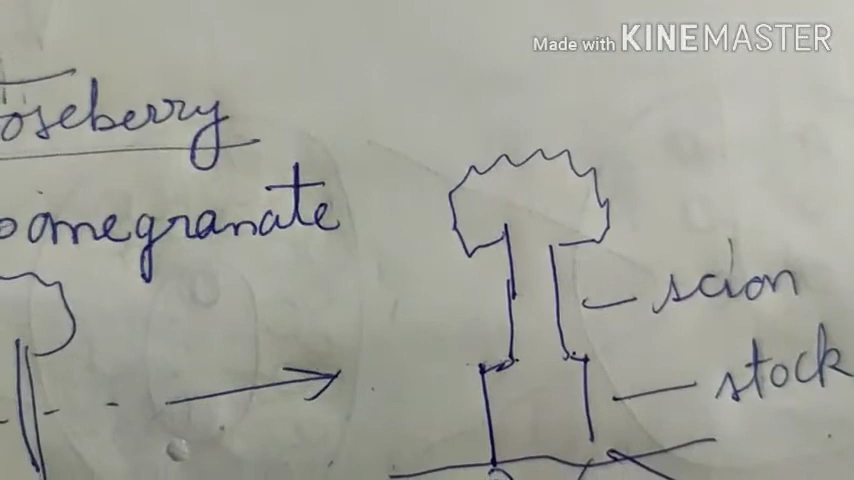 Made with KINEMASTER
oseberry
omegranate
scion
stock